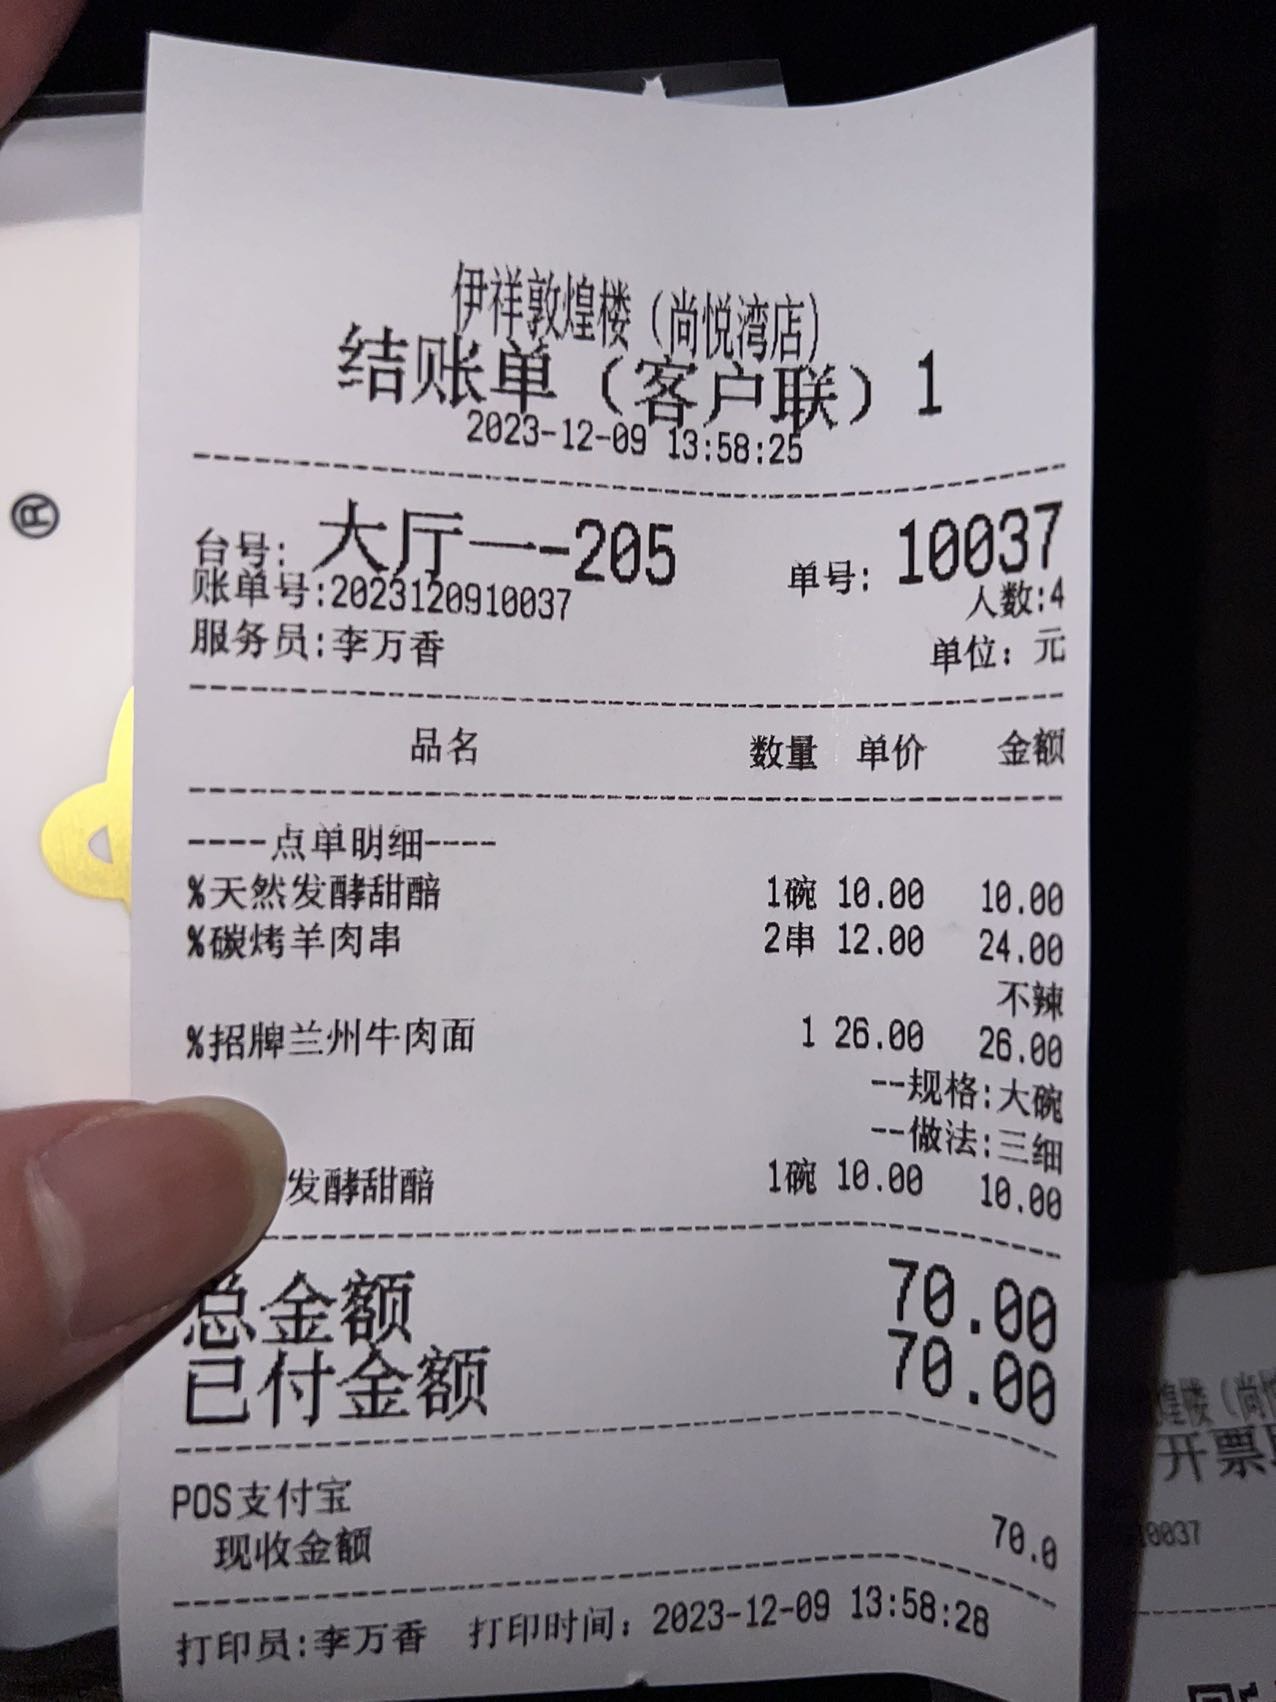 伊祥敦煌楼（尚悦湾店）
结账单（客户联）1
2023-12-09 13:58:25
台号: 大厅一-205 单号: 10037
账单号:2023120910037 人数:4
服务员:李万香 单位: 元
品名 数量 单价 金额
----点单明细----
%天然发酵甜醅 1碗 10.00 10.00
%碳烤羊肉串 2串 12.00 24.00
不辣
%招牌兰州牛肉面 1 26.00 26.00
--规格:大碗
--做法:三细
发酵甜醅 1碗 10.00 10.00
总金额 70.00
已付金额 70.00
POS支付宝
现收金额 70.0
打印员:李万香 打印时间: 2023-12-09 13:58:28
®
煌楼（尚
开票
0037